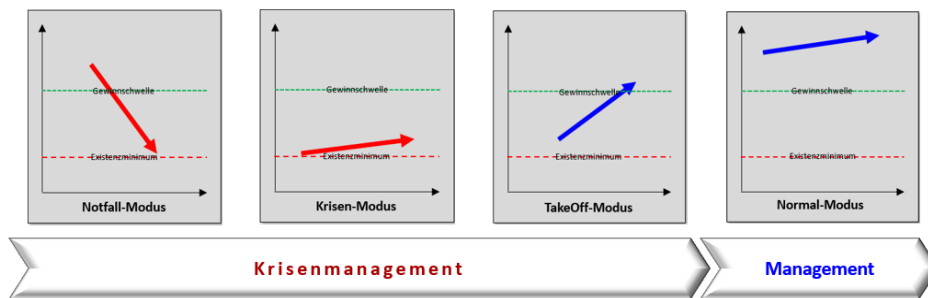 Gewinnschwelle
Existenzminimum
Notfall-Modus
Gewinnschwelle
Existenzminimum
Krisen-Modus
Gewinnschwelle
Existenzminimum
TakeOff-Modus
Gewinnschwelle
Existenzminimum
Normal-Modus
Krisenmanagement
Management